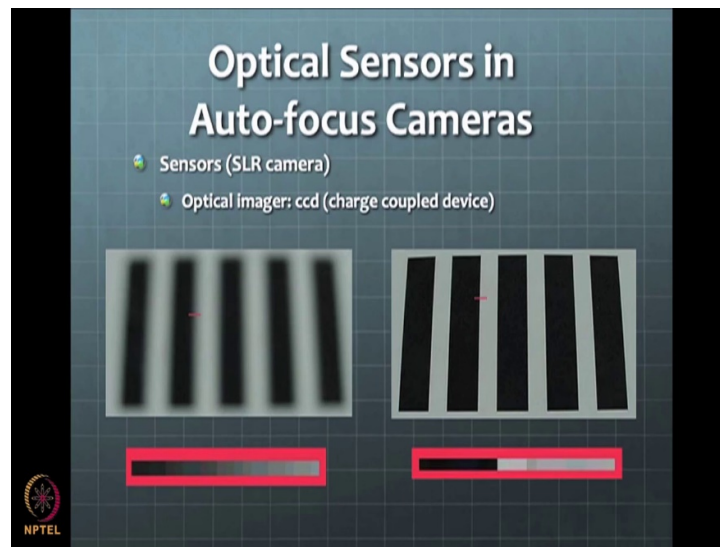 Optical Sensors in
Auto-focus Cameras
Sensors (SLR camera)
Optical imager: ccd (charge coupled device)
NPTEL